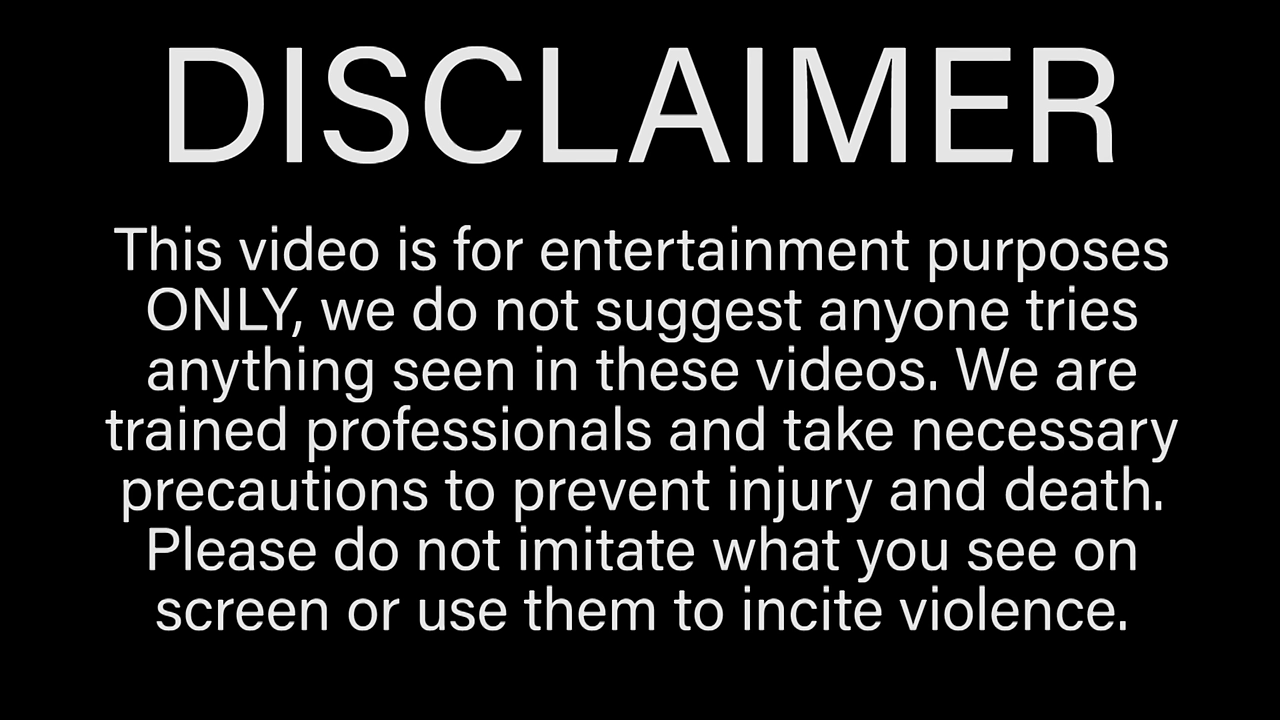 DISCLAIMER
This video is for entertainment purposes
ONLY, we do not suggest anyone tries
anything seen in these videos. We are
trained professionals and take necessary
precautions to prevent injury and death.
Please do not imitate what you see on
screen or use them to incite violence.